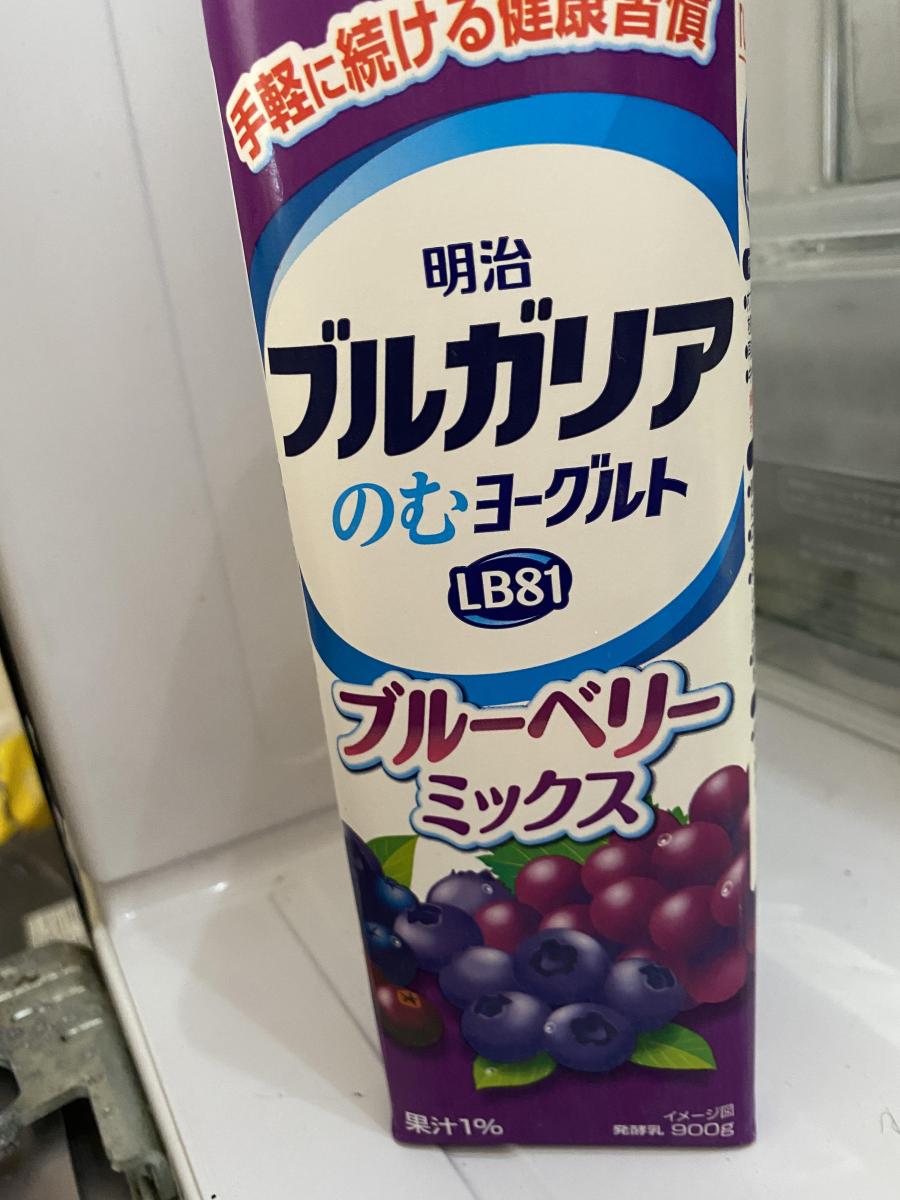 手軽に続ける健康習慣
明治
ブルガリア
のむヨーグルト
LB81
ブルーベリー
ミックス
果汁1%
イメージ図
発酵乳 900g